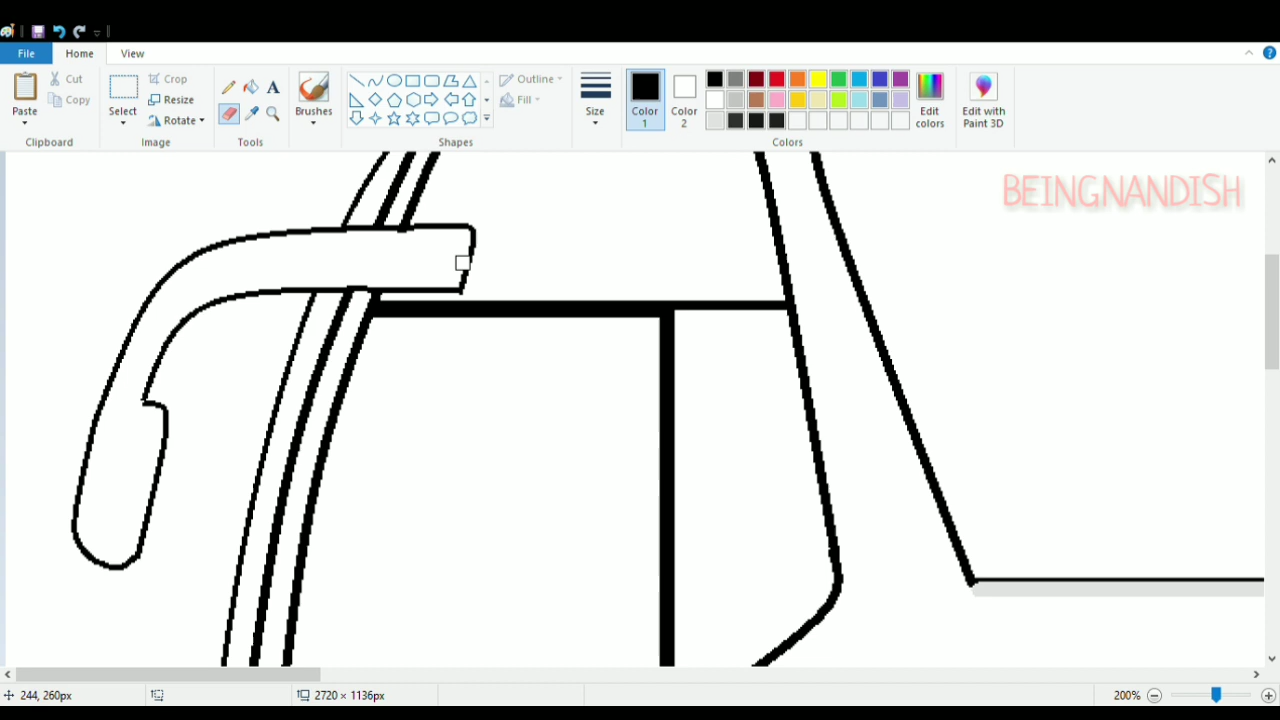 File Home View
Paste Cut Copy Clipboard
Select Crop Resize Rotate Image
A Tools
Brushes
Shapes Outline Fill
Size
Color 1 Color 2 Edit colors Colors
Edit with Paint 3D
BEINGNANDISH
244, 260px 2720 × 1136px 200%